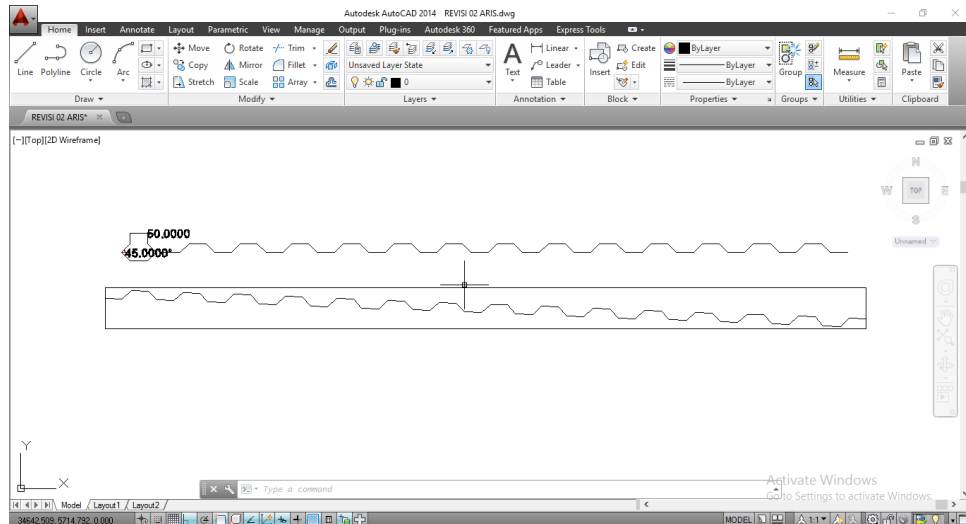 Autodesk AutoCAD 2014 REVISI 02 ARIS.dwg
Home Insert Annotate Layout Parametric View Manage Output Plug-ins Autodesk 360 Featured Apps Express Tools
Line Polyline Circle Arc Move Rotate Trim Copy Mirror Fillet Stretch Scale Array
Unsaved Layer State
0
Text Linear Leader Table
Insert Create Edit
ByLayer
ByLayer
ByLayer
Group Measure Paste
Draw Modify Layers Annotation Block Properties Groups Utilities Clipboard
REVISI 02 ARIS*
[−][Top][2D Wireframe]
N
W TOP E
S
Unnamed
60.0000
45.0000°
Y
X
Type a command
Activate Windows
Go to Settings to activate Windows.
Model Layout1 Layout2
34642.509, 5714.792, 0.000 MODEL 1:1